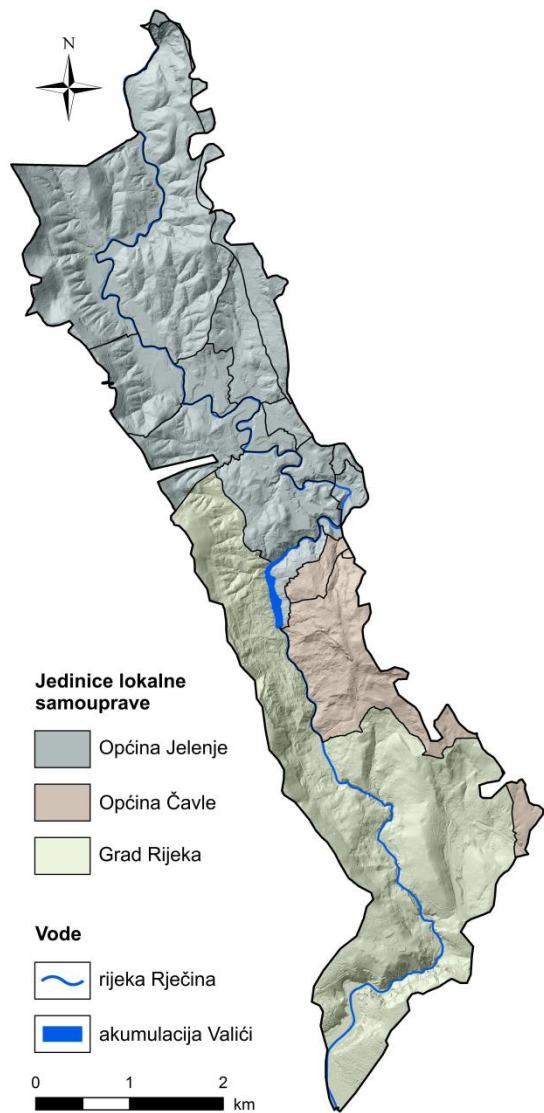 N
Jedinice lokalne
samouprave
Općina Jelenje
Općina Čavle
Grad Rijeka
Vode
rijeka Rječina
akumulacija Valići
0 1 2
km